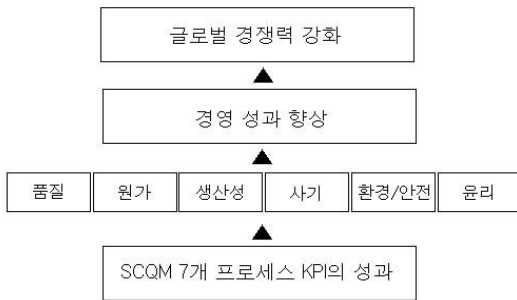 글로벌 경쟁력 강화
경영 성과 향상
품질 원가 생산성 사기 환경/안전 윤리
SCQM 7개 프로세스 KPI의 성과